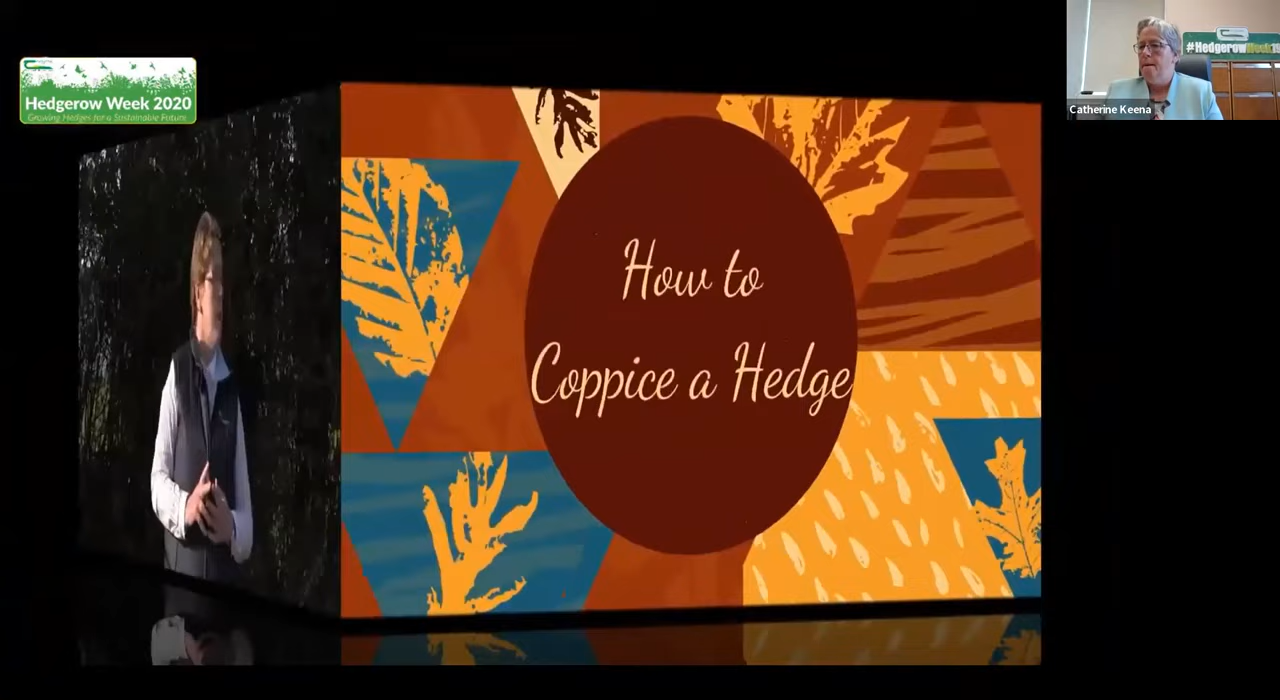 Hedgerow Week 2020
Growing Hedges for a Sustainable Future
How to
Coppice a Hedge
#HedgerowWeek
Catherine Keena